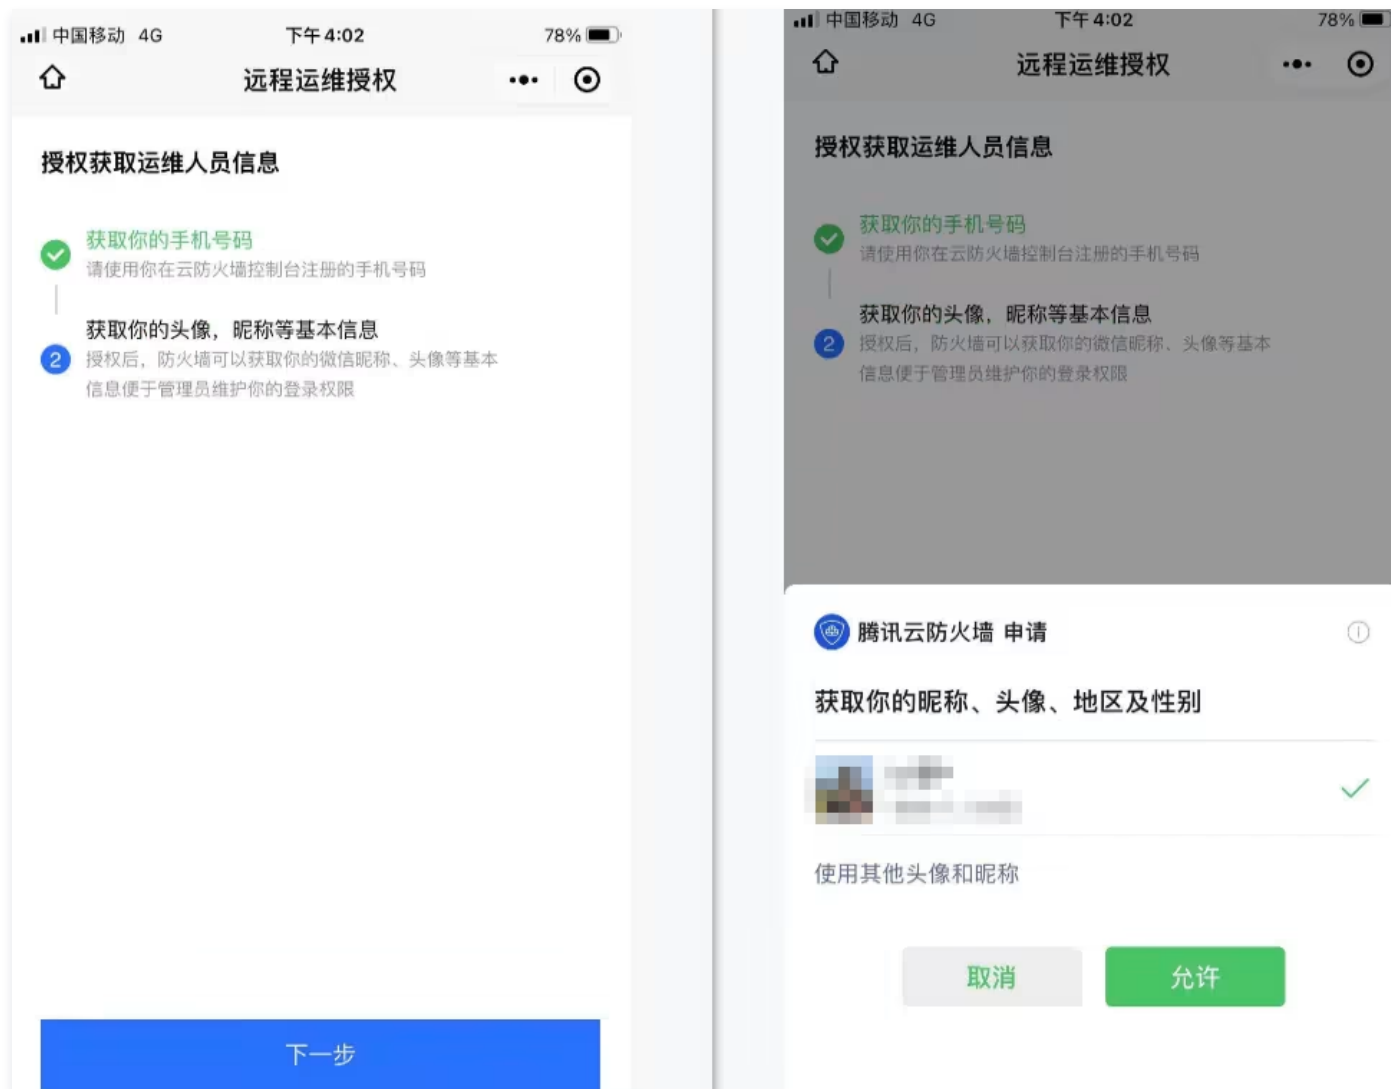 中国移动 4G 下午4:02 78%
远程运维授权
授权获取运维人员信息
获取你的手机号码
请使用你在云防火墙控制台注册的手机号码
获取你的头像，昵称等基本信息
2
授权后，防火墙可以获取你的微信昵称、头像等基本
信息便于管理员维护你的登录权限
下一步
中国移动 4G 下午4:02 78%
远程运维授权
授权获取运维人员信息
获取你的手机号码
请使用你在云防火墙控制台注册的手机号码
获取你的头像，昵称等基本信息
2
授权后，防火墙可以获取你的微信昵称、头像等基本
信息便于管理员维护你的登录权限
腾讯云防火墙 申请
获取你的昵称、头像、地区及性别
使用其他头像和昵称
取消
允许